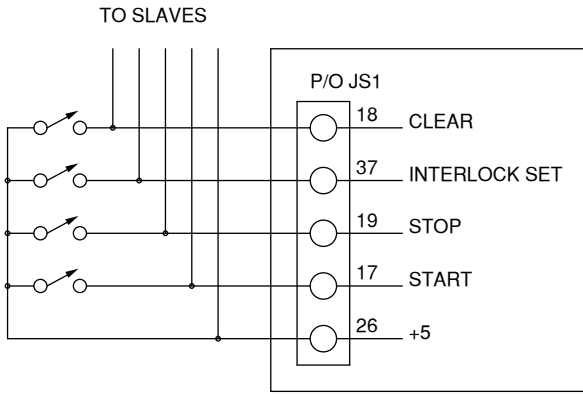 TO SLAVES
P/O JS1
18 CLEAR
37 INTERLOCK SET
19 STOP
17 START
26 +5